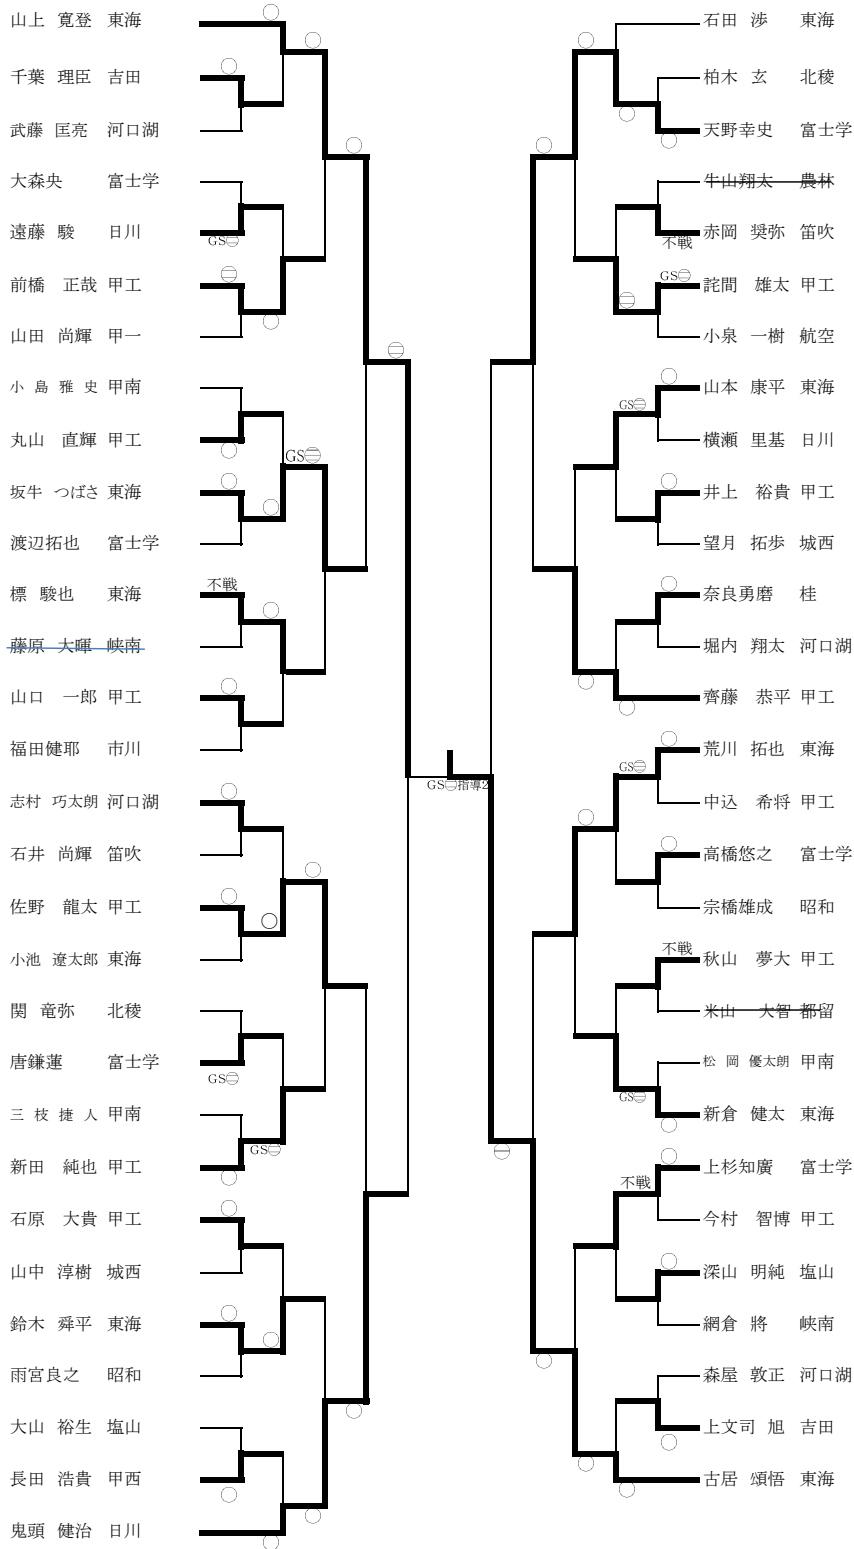 山上 寛登 東海
千葉 理臣 吉田
武藤 匡亮 河口湖
大森央 富士学
遠藤 駿 日川
GS
前橋 正哉 甲工
山田 尚輝 甲一
小島雅史 甲南
丸山 直輝 甲工
GS
坂牛 つばさ 東海
渡辺拓也 富士学
不戦
標 駿也 東海
藤原 大暉 峡南
山口 一郎 甲工
福田健耶 市川
志村 巧太朗 河口湖
石井 尚輝 笛吹
佐野 龍太 甲工
小池 遼太郎 東海
関 竜弥 北稜
唐鎌蓮 富士学
GS
三枝捷人 甲南
GS
新田 純也 甲工
石原 大貴 甲工
山中 淳樹 城西
鈴木 舜平 東海
雨宮良之 昭和
大山 裕生 塩山
長田 浩貴 甲西
鬼頭 健治 日川
GS 指導2
石田 渉 東海
柏木 玄 北稜
天野幸史 富士学
牛山翔太 農林
赤岡 奨弥 笛吹
不戦
GS
詫間 雄太 甲工
小泉 一樹 航空
山本 康平 東海
GS
横瀬 里基 日川
井上 裕貴 甲工
望月 拓歩 城西
奈良勇磨 桂
堀内 翔太 河口湖
齊藤 恭平 甲工
荒川 拓也 東海
GS
中込 希将 甲工
高橋悠之 富士学
宗橋雄成 昭和
不戦
秋山 夢大 甲工
米山 大智 都留
松岡 優太朗 甲南
GS
新倉 健太 東海
上杉知廣 富士学
不戦
今村 智博 甲工
深山 明純 塩山
網倉 將 峡南
森屋 敦正 河口湖
上文司 旭 吉田
古居 頌悟 東海